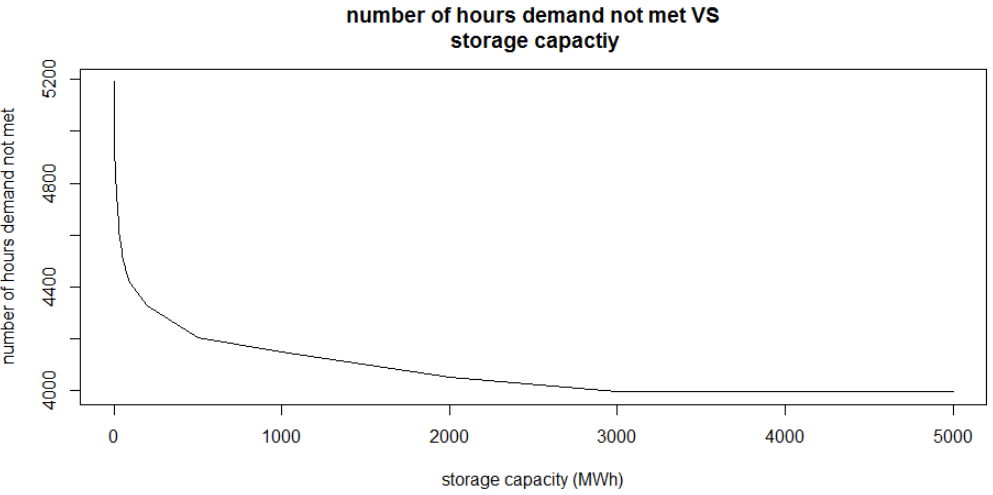 number of hours demand not met VS
storage capactiy
number of hours demand not met
5200
4800
4400
4000
0 1000 2000 3000 4000 5000
storage capacity (MWh)